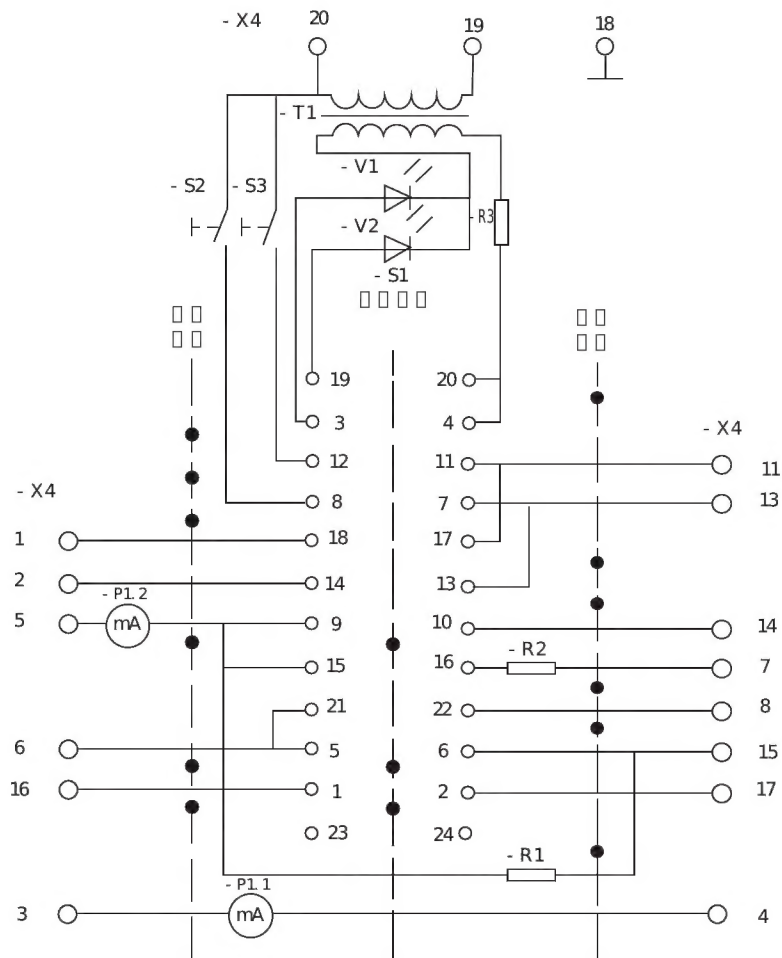 - X4 20 19 18
- T1
- V1
- S2 - S3
- V2 - R3
- S1
19 20
3 4 - X4
12 11 11
- X4 8 7 13
1 18 17
2 14 13
- P1.2
5 mA 9 10 14
- R2
15 16 7
21 22 8
6 5 6 15
16 1 2 17
23 24
- R1
- P1.1
3 mA 4